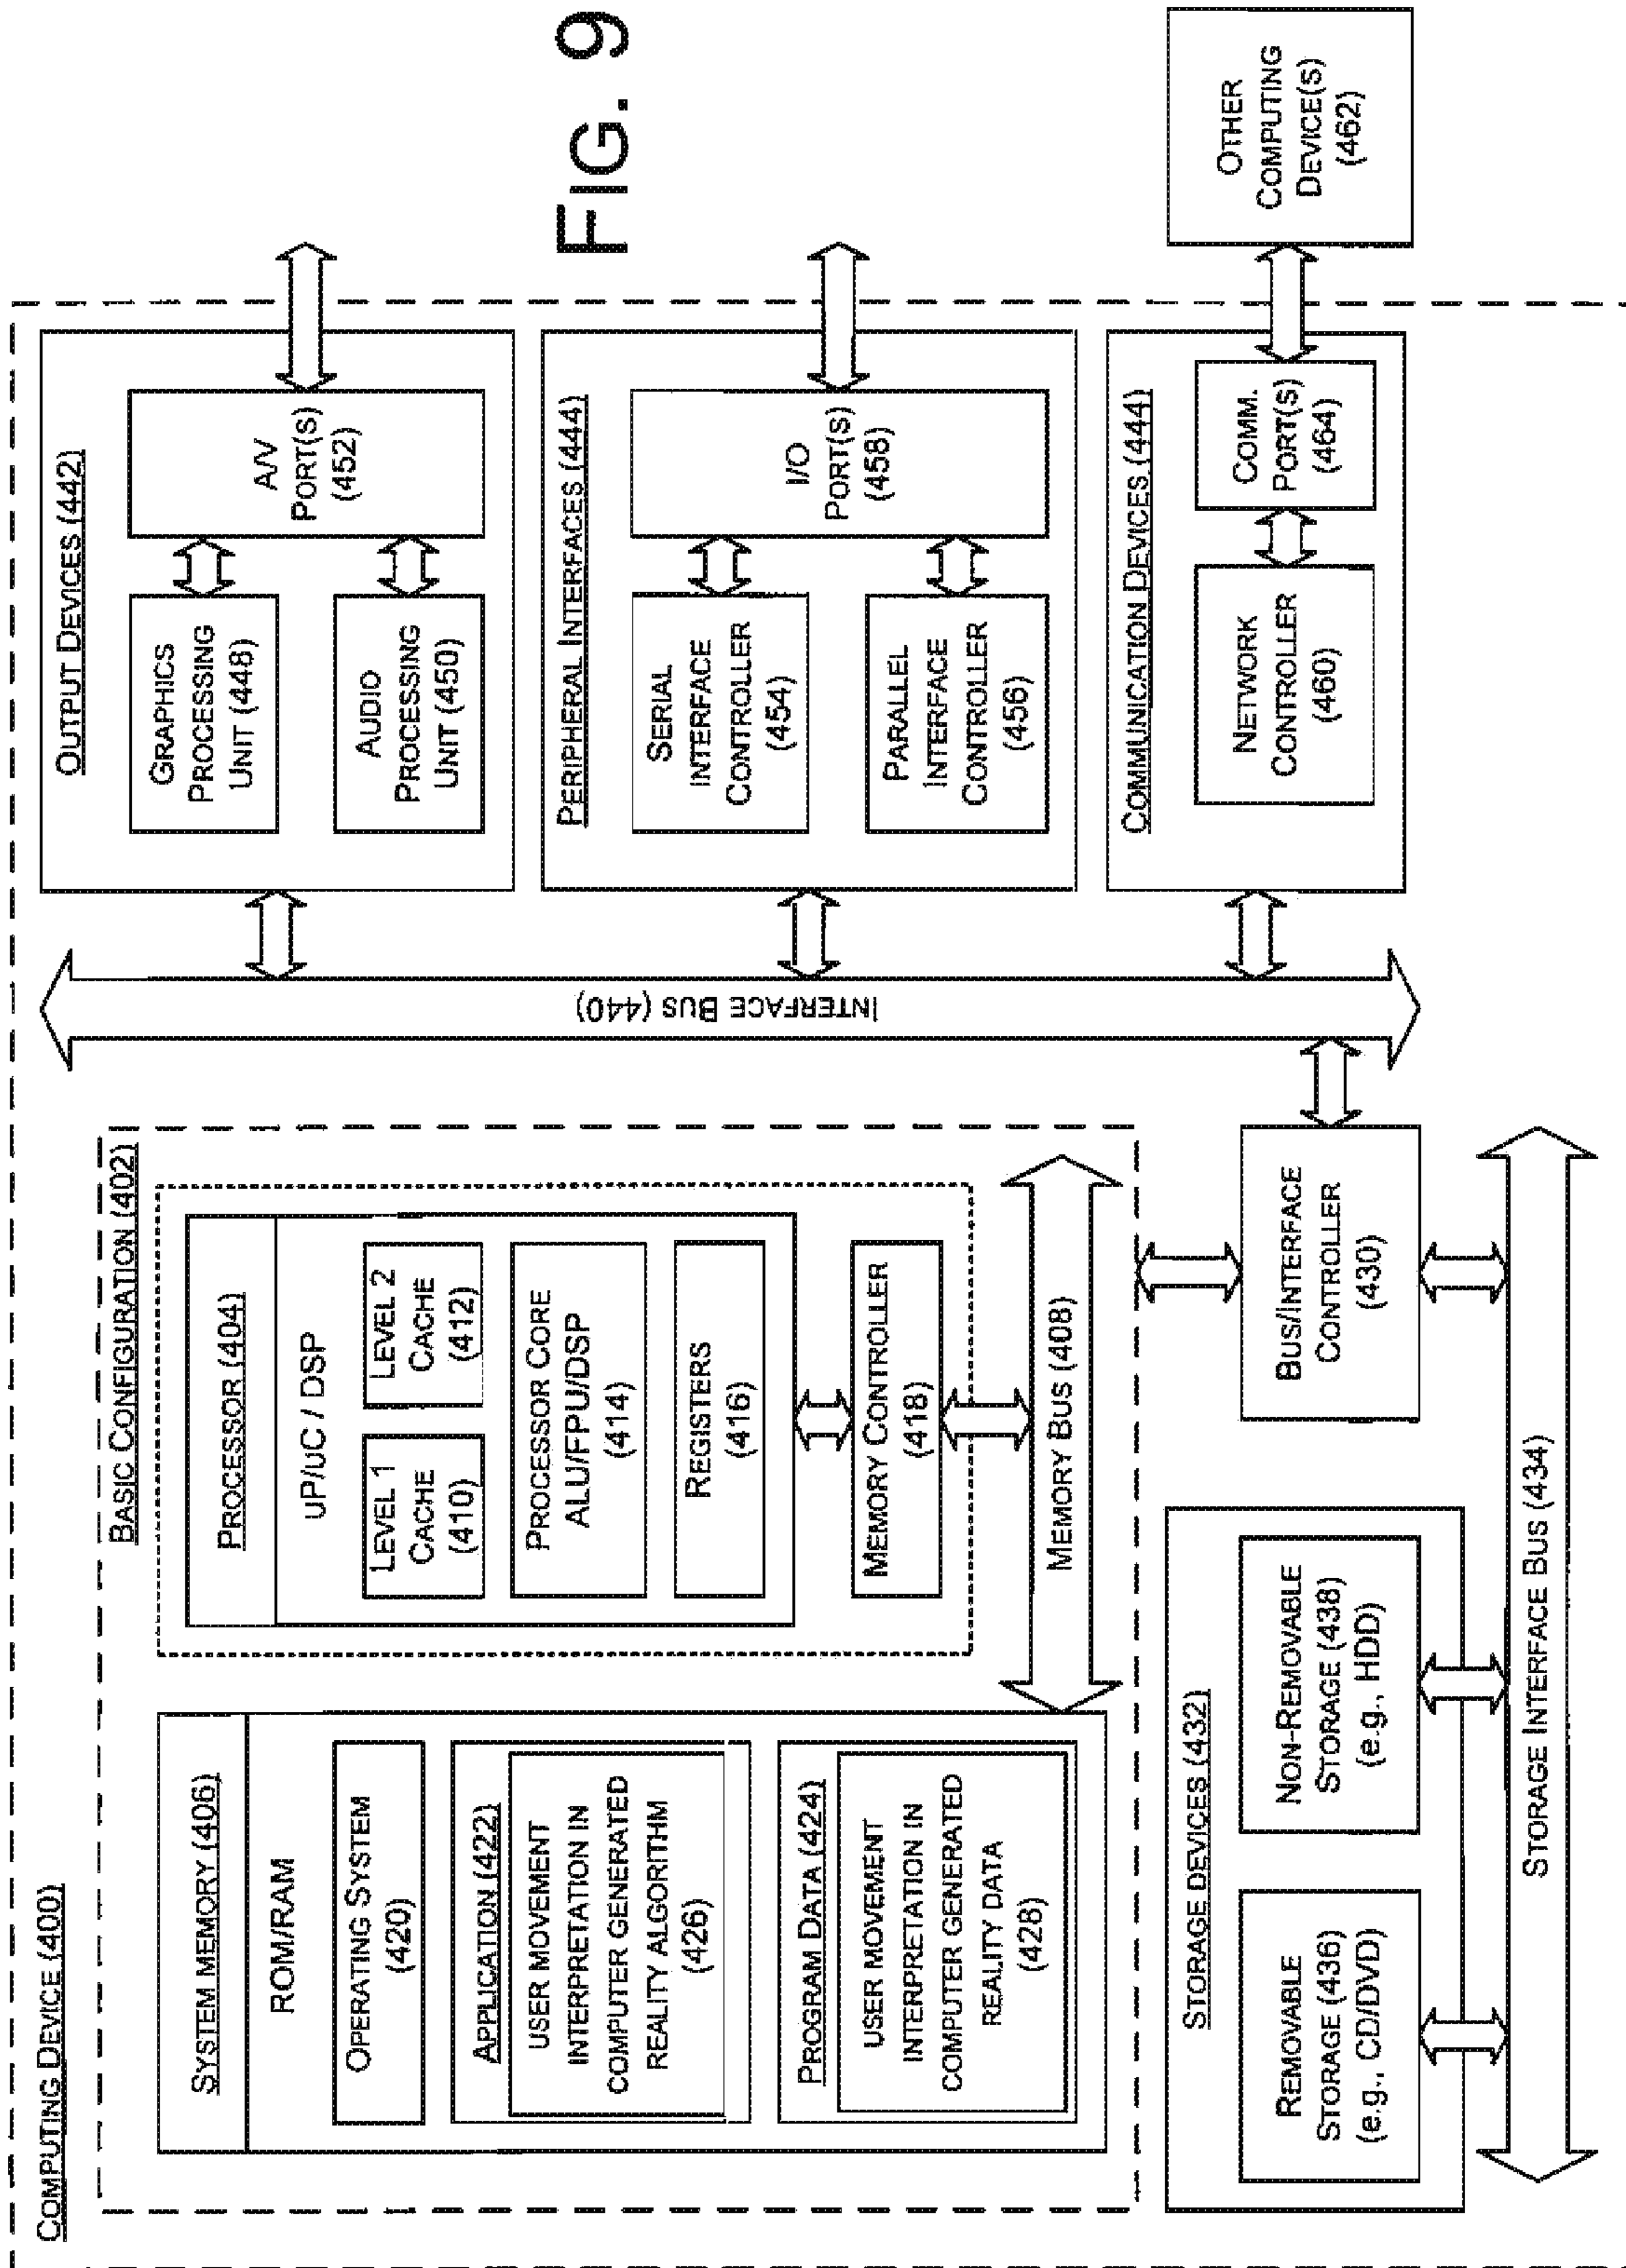 COMPUTING DEVICE (400)
BASIC CONFIGURATION (402)
SYSTEM MEMORY (406)
ROM/RAM
OPERATING SYSTEM
(420)
APPLICATION (422)
USER MOVEMENT
INTERPRETATION IN
COMPUTER GENERATED
REALITY ALGORITHM
(426)
PROGRAM DATA (424)
USER MOVEMENT
INTERPRETATION IN
COMPUTER GENERATED
REALITY DATA
(428)
PROCESSOR (404)
uP/uC / DSP
LEVEL 1
CACHE
(410)
LEVEL 2
CACHE
(412)
PROCESSOR CORE
ALU/FPU/DSP
(414)
REGISTERS
(416)
MEMORY CONTROLLER
(418)
MEMORY BUS (408)
STORAGE DEVICES (432)
REMOVABLE
STORAGE (436)
(e.g., CD/DVD)
NON-REMOVABLE
STORAGE (438)
(e.g., HDD)
BUS/INTERFACE
CONTROLLER
(430)
STORAGE INTERFACE BUS (434)
INTERFACE BUS (440)
OUTPUT DEVICES (442)
GRAPHICS
PROCESSING
UNIT (448)
AUDIO
PROCESSING
UNIT (450)
A/V
PORT(S)
(452)
PERIPHERAL INTERFACES (444)
SERIAL
INTERFACE
CONTROLLER
(454)
PARALLEL
INTERFACE
CONTROLLER
(456)
I/O
PORT(S)
(458)
COMMUNICATION DEVICES (444)
NETWORK
CONTROLLER
(460)
COMM.
PORT(S)
(464)
OTHER
COMPUTING
DEVICE(S)
(462)
FIG. 9